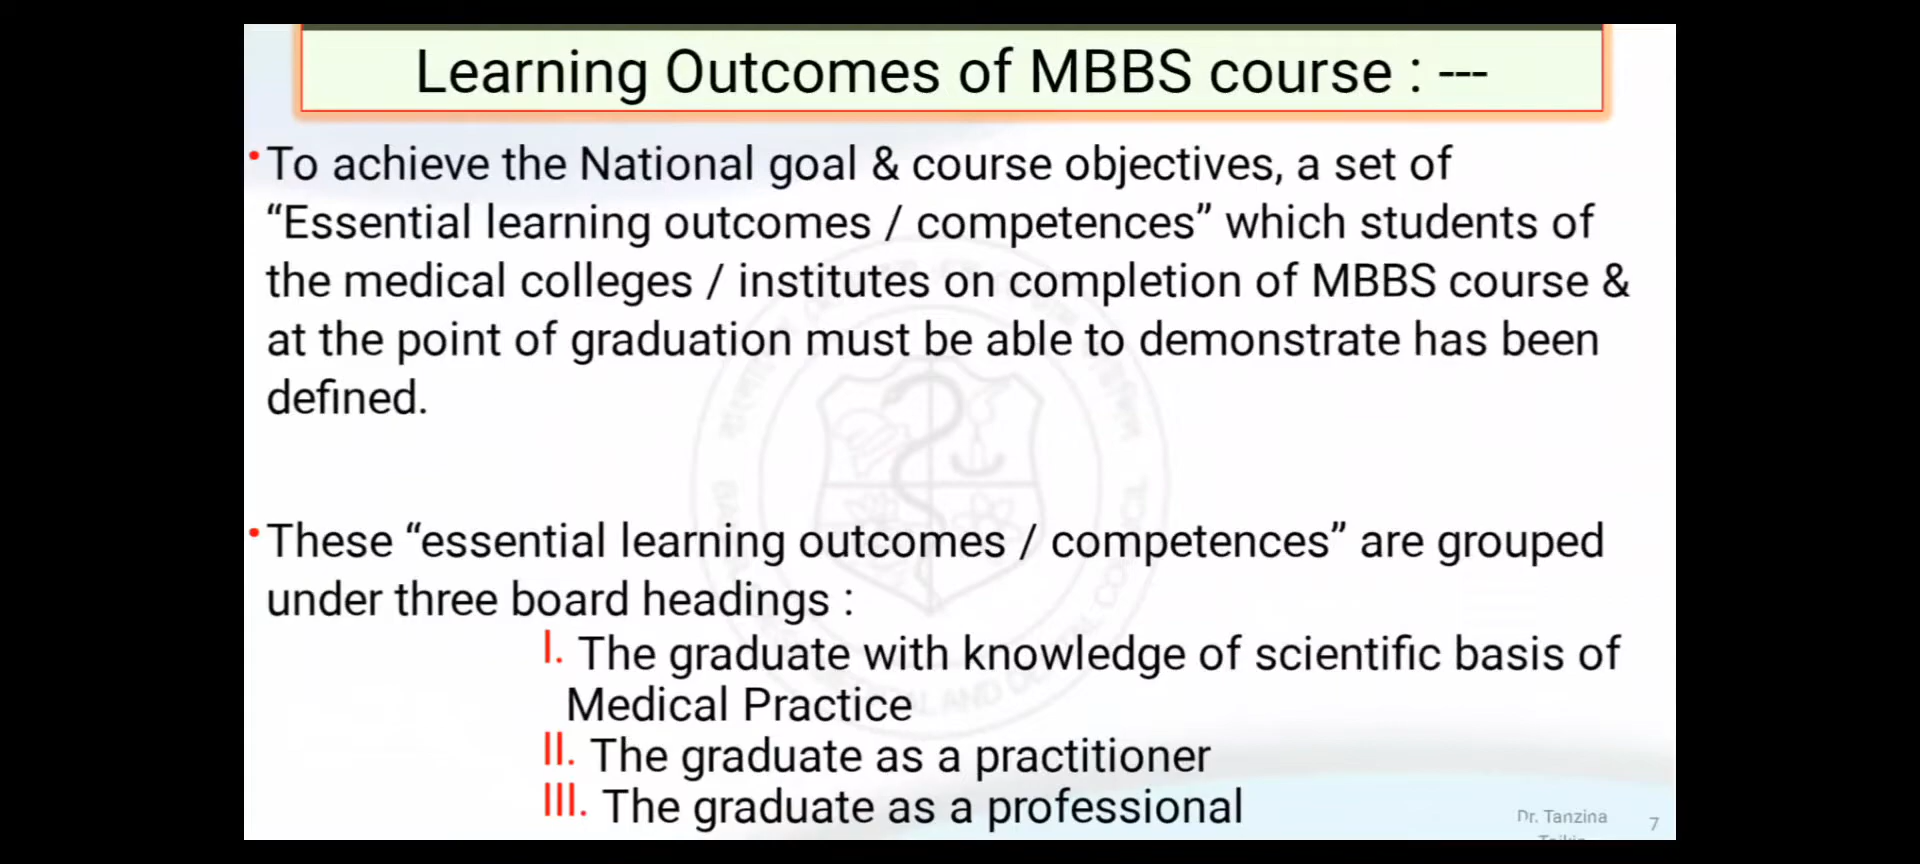 Learning Outcomes of MBBS course : ---
•To achieve the National goal & course objectives, a set of
“Essential learning outcomes / competences” which students of
the medical colleges / institutes on completion of MBBS course &
at the point of graduation must be able to demonstrate has been
defined.
•These “essential learning outcomes / competences” are grouped
under three board headings :
I. The graduate with knowledge of scientific basis of
Medical Practice
II. The graduate as a practitioner
III. The graduate as a professional
Dr. Tanzina
7